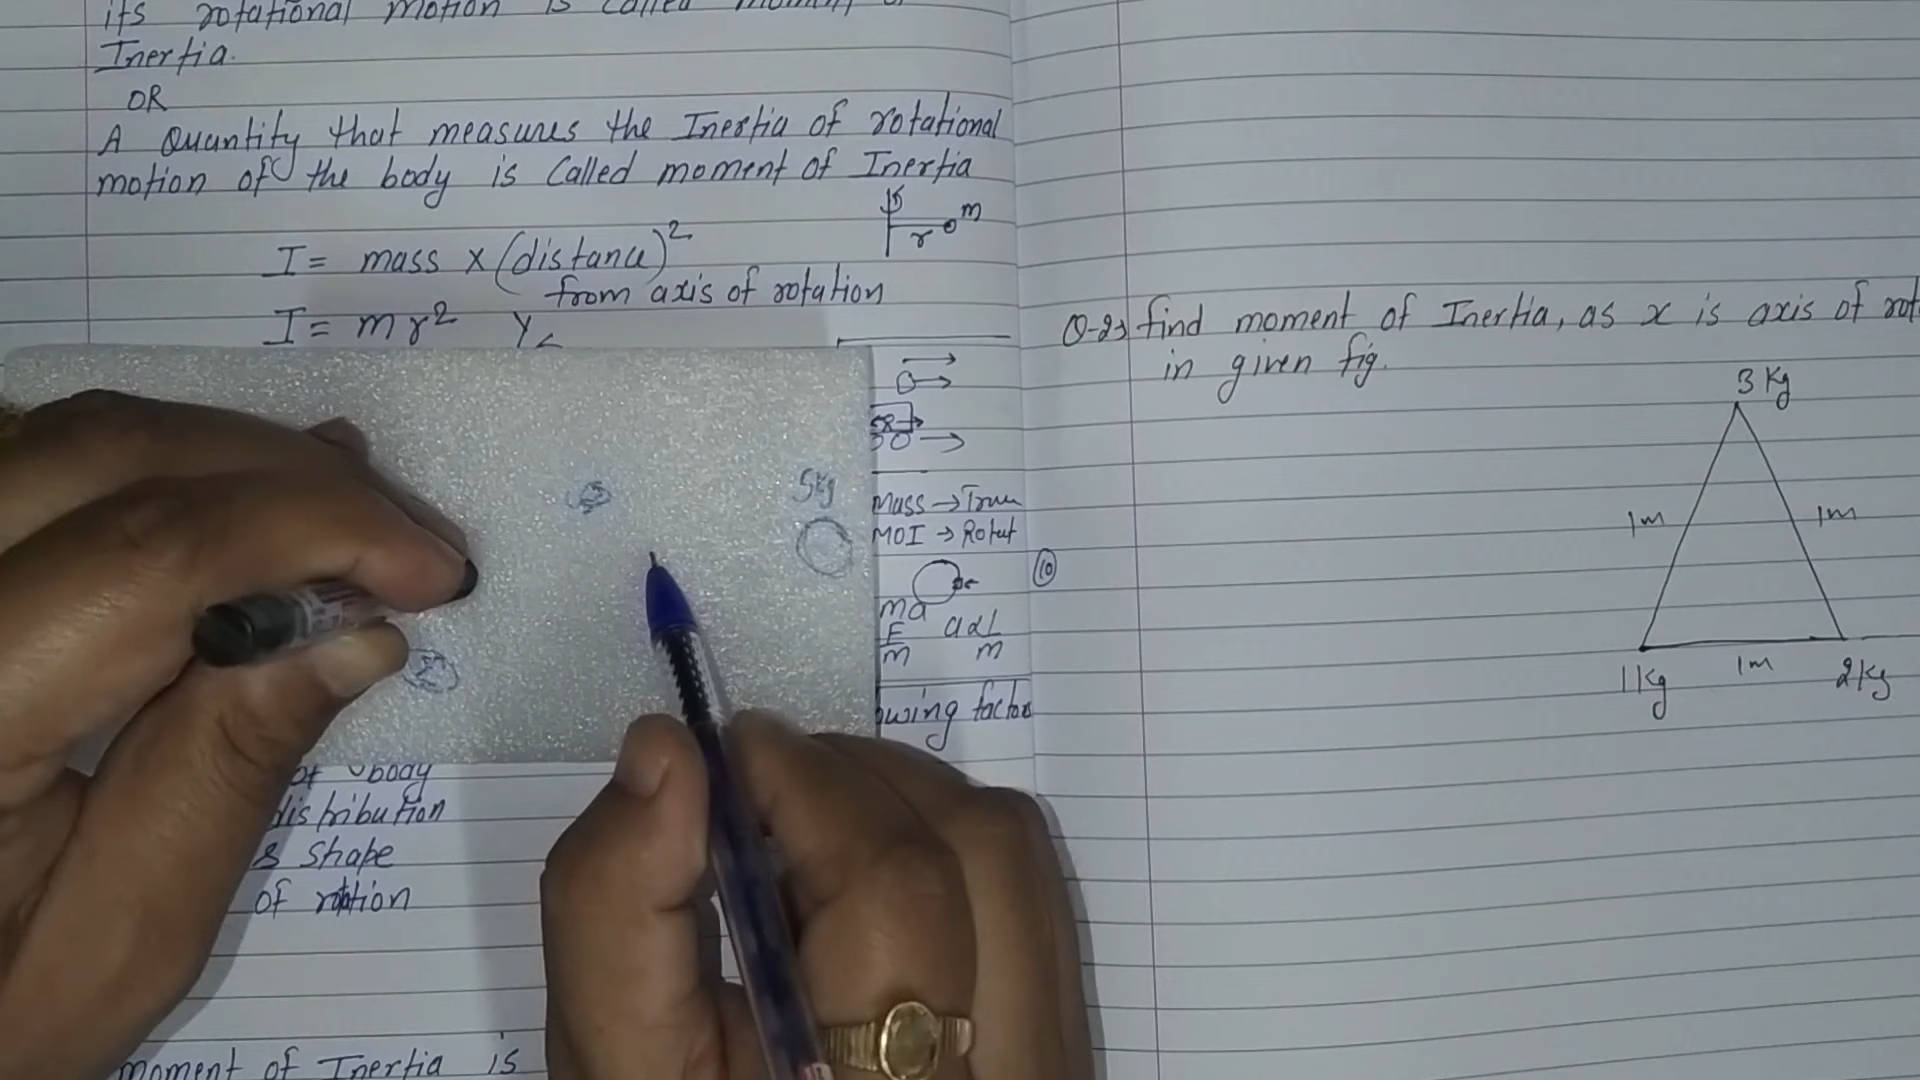 its rotational motion is called moment of
Inertia.
OR
A Quantity that measures the Inertia of rotational
motion of the body is Called moment of Inertia
m
r
I = mass × (distance)²
from axis of rotation
I = mr²
5kg
Mass → Tran
MOI → Rotat
ma
F
m
a α 1
m
owing factors
of body
distribution
& shape
of rotation
moment of Inertia is
Q-2) find moment of Inertia, as x is axis of rot
in given fig.
3 Kg
1m
1m
10
1m
1Kg
2Kg